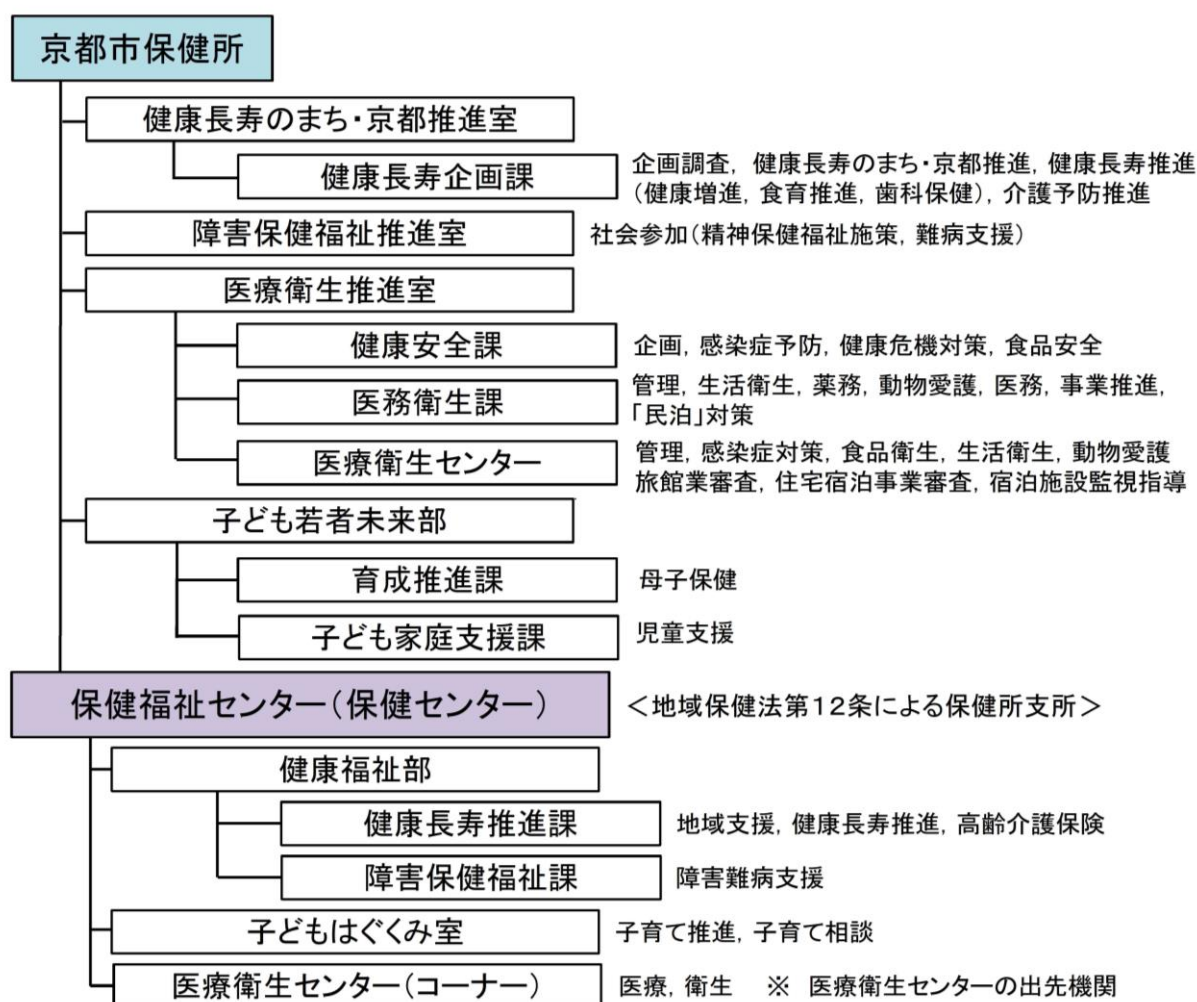 京都市保健所
健康長寿のまち・京都推進室
健康長寿企画課
企画調査, 健康長寿のまち・京都推進, 健康長寿推進
(健康増進, 食育推進, 歯科保健), 介護予防推進
障害保健福祉推進室
社会参加(精神保健福祉施策, 難病支援)
医療衛生推進室
健康安全課
企画, 感染症予防, 健康危機対策, 食品安全
医務衛生課
管理, 生活衛生, 薬務, 動物愛護, 医務, 事業推進,
「民泊」対策
医療衛生センター
管理, 感染症対策, 食品衛生, 生活衛生, 動物愛護
旅館業審査, 住宅宿泊事業審査, 宿泊施設監視指導
子ども若者未来部
育成推進課
母子保健
子ども家庭支援課
児童支援
保健福祉センター(保健センター)
<地域保健法第12条による保健所支所>
健康福祉部
健康長寿推進課
地域支援, 健康長寿推進, 高齢介護保険
障害保健福祉課
障害難病支援
子どもはぐくみ室
子育て推進, 子育て相談
医療衛生センター(コーナー)
医療, 衛生 ※ 医療衛生センターの出先機関